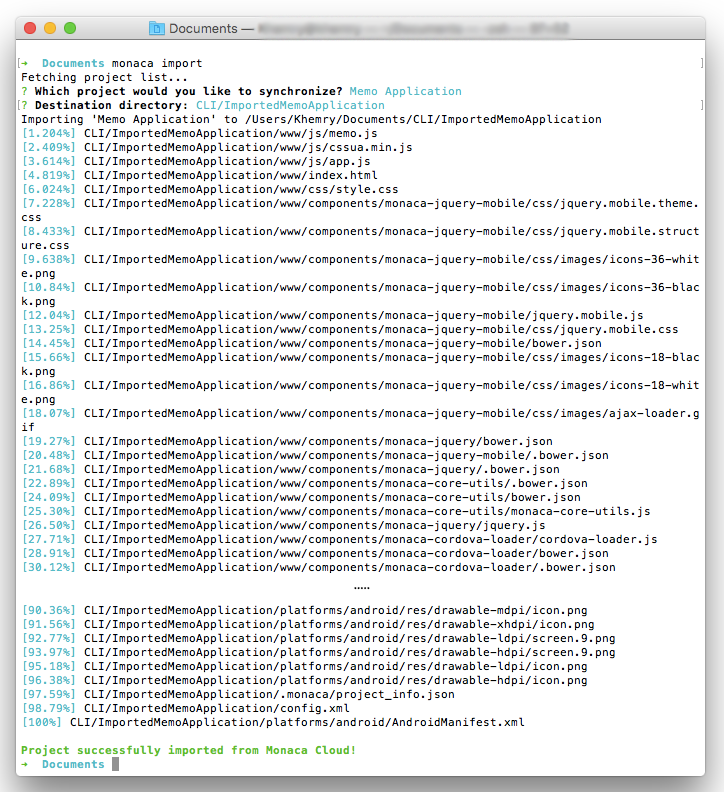 Documents —
[➜  Documents monaca import ]
Fetching project list...
? Which project would you like to synchronize? Memo Application
[? Destination directory: CLI/ImportedMemoApplication ]
Importing 'Memo Application' to /Users/Khemry/Documents/CLI/ImportedMemoApplication
[1.204%] CLI/ImportedMemoApplication/www/js/memo.js
[2.409%] CLI/ImportedMemoApplication/www/js/cssua.min.js
[3.614%] CLI/ImportedMemoApplication/www/js/app.js
[4.819%] CLI/ImportedMemoApplication/www/index.html
[6.024%] CLI/ImportedMemoApplication/www/css/style.css
[7.228%] CLI/ImportedMemoApplication/www/components/monaca-jquery-mobile/css/jquery.mobile.theme.
css
[8.433%] CLI/ImportedMemoApplication/www/components/monaca-jquery-mobile/css/jquery.mobile.struct
ure.css
[9.638%] CLI/ImportedMemoApplication/www/components/monaca-jquery-mobile/css/images/icons-36-whit
e.png
[10.84%] CLI/ImportedMemoApplication/www/components/monaca-jquery-mobile/css/images/icons-36-blac
k.png
[12.04%] CLI/ImportedMemoApplication/www/components/monaca-jquery-mobile/jquery.mobile.js
[13.25%] CLI/ImportedMemoApplication/www/components/monaca-jquery-mobile/css/jquery.mobile.css
[14.45%] CLI/ImportedMemoApplication/www/components/monaca-jquery-mobile/bower.json
[15.66%] CLI/ImportedMemoApplication/www/components/monaca-jquery-mobile/css/images/icons-18-blac
k.png
[16.86%] CLI/ImportedMemoApplication/www/components/monaca-jquery-mobile/css/images/icons-18-whit
e.png
[18.07%] CLI/ImportedMemoApplication/www/components/monaca-jquery-mobile/css/images/ajax-loader.g
if
[19.27%] CLI/ImportedMemoApplication/www/components/monaca-jquery/bower.json
[20.48%] CLI/ImportedMemoApplication/www/components/monaca-jquery-mobile/.bower.json
[21.68%] CLI/ImportedMemoApplication/www/components/monaca-jquery/.bower.json
[22.89%] CLI/ImportedMemoApplication/www/components/monaca-core-utils/.bower.json
[24.09%] CLI/ImportedMemoApplication/www/components/monaca-core-utils/bower.json
[25.30%] CLI/ImportedMemoApplication/www/components/monaca-core-utils/monaca-core-utils.js
[26.50%] CLI/ImportedMemoApplication/www/components/monaca-jquery/jquery.js
[27.71%] CLI/ImportedMemoApplication/www/components/monaca-cordova-loader/cordova-loader.js
[28.91%] CLI/ImportedMemoApplication/www/components/monaca-cordova-loader/bower.json
[30.12%] CLI/ImportedMemoApplication/www/components/monaca-cordova-loader/.bower.json
.....
[90.36%] CLI/ImportedMemoApplication/platforms/android/res/drawable-mdpi/icon.png
[91.56%] CLI/ImportedMemoApplication/platforms/android/res/drawable-xhdpi/icon.png
[92.77%] CLI/ImportedMemoApplication/platforms/android/res/drawable-ldpi/screen.9.png
[93.97%] CLI/ImportedMemoApplication/platforms/android/res/drawable-hdpi/screen.9.png
[95.18%] CLI/ImportedMemoApplication/platforms/android/res/drawable-ldpi/icon.png
[96.38%] CLI/ImportedMemoApplication/platforms/android/res/drawable-hdpi/icon.png
[97.59%] CLI/ImportedMemoApplication/.monaca/project_info.json
[98.79%] CLI/ImportedMemoApplication/config.xml
[100%] CLI/ImportedMemoApplication/platforms/android/AndroidManifest.xml
Project successfully imported from Monaca Cloud!
➜  Documents